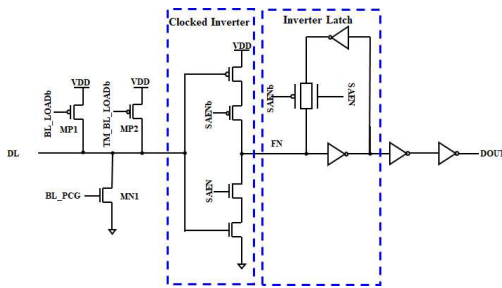 Clocked Inverter
Inverter Latch
VDD
VDD
VDD
BL_LOADb
MP1
TM_BL_LOADb
MP2
SAENb
SAENb
SAEN
DL
FN
DOUT
BL_PCG
MN1
SAEN